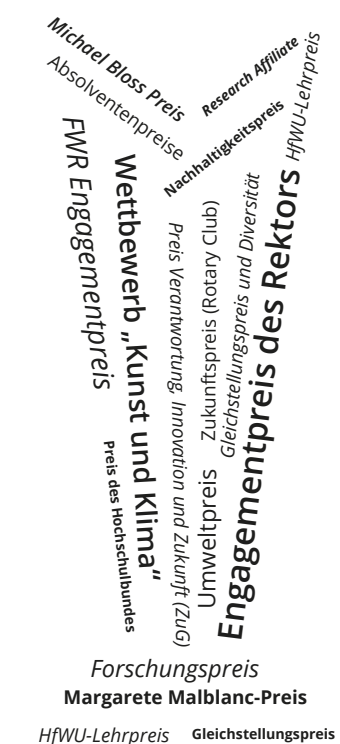 Michael Bloss Preis
Absolventenpreise
Research Affiliate
HfWU-Lehrpreis
Nachhaltigkeitspreis
FWR Engagementpreis
Wettbewerb „Kunst und Klima“
Preis des Hochschulbundes
Preis Verantwortung, Innovation und Zukunft (ZuG)
Zukunftspreis (Rotary Club)
Umweltpreis
Gleichstellungspreis und Diversität
Engagementpreis des Rektors
Forschungspreis
Margarete Malblanc-Preis
HfWU-Lehrpreis
Gleichstellungspreis